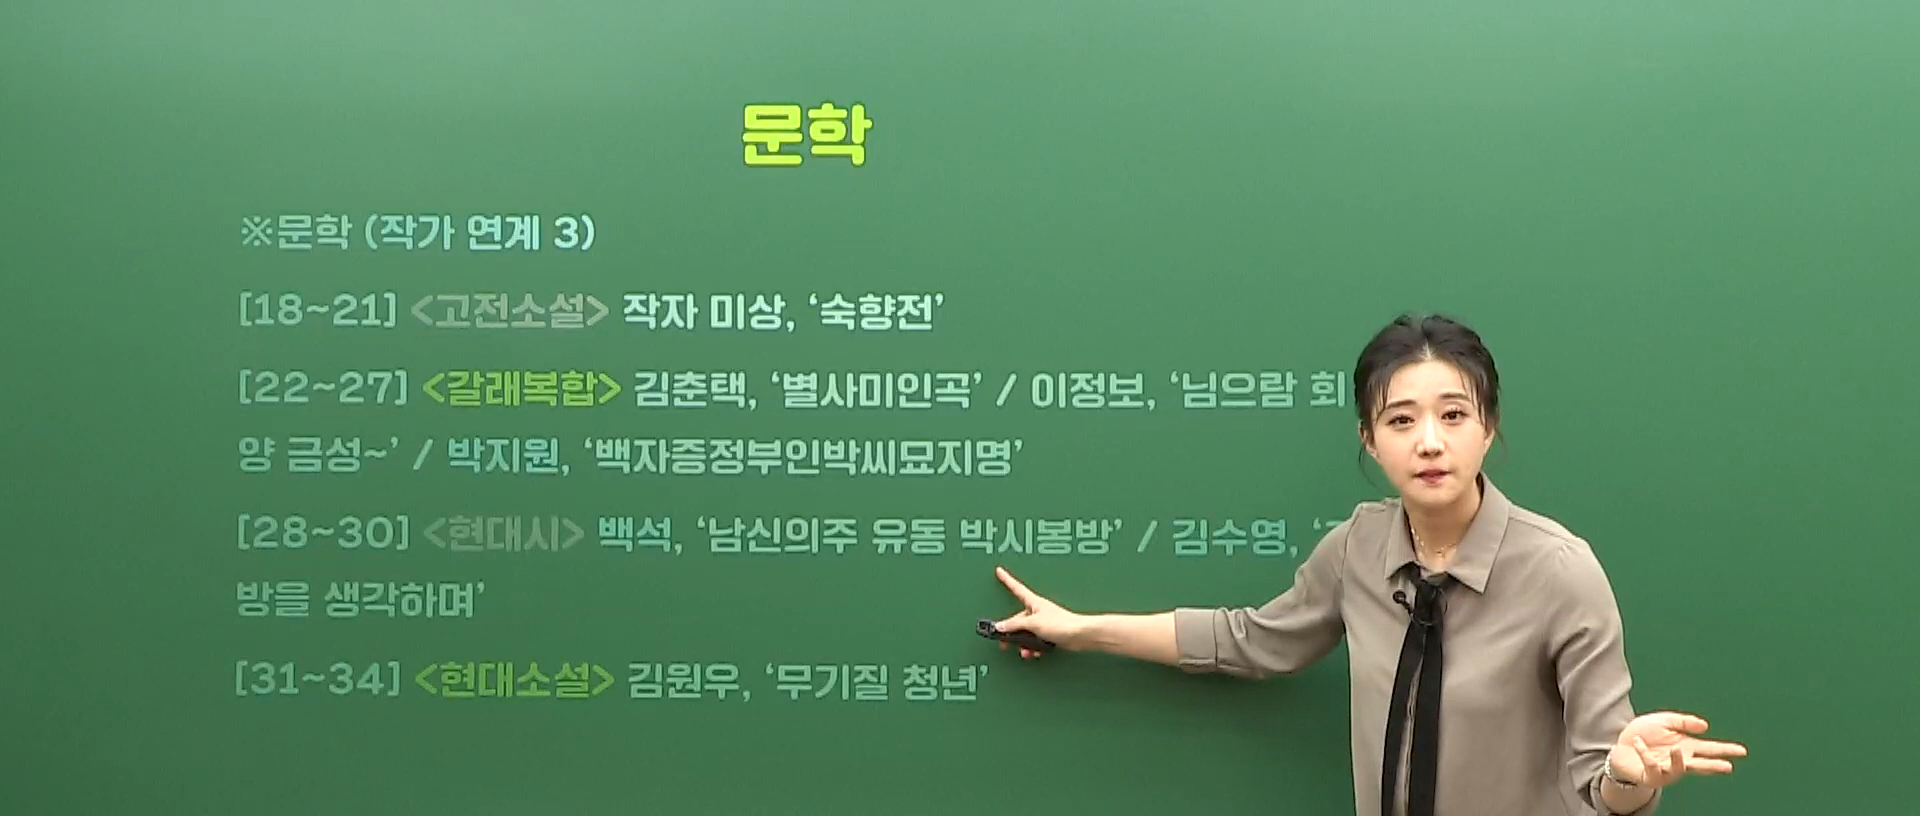 문학
※문학 (작가 연계 3)
[18~21] <고전소설> 작자 미상, ‘숙향전’
[22~27] <갈래복합> 김춘택, ‘별사미인곡’ / 이정보, ‘님으람 회
양 금성~’ / 박지원, ‘백자증정부인박씨묘지명’
[28~30] <현대시> 백석, ‘남신의주 유동 박시봉방’ / 김수영, ‘
방을 생각하며’
[31~34] <현대소설> 김원우, ‘무기질 청년’